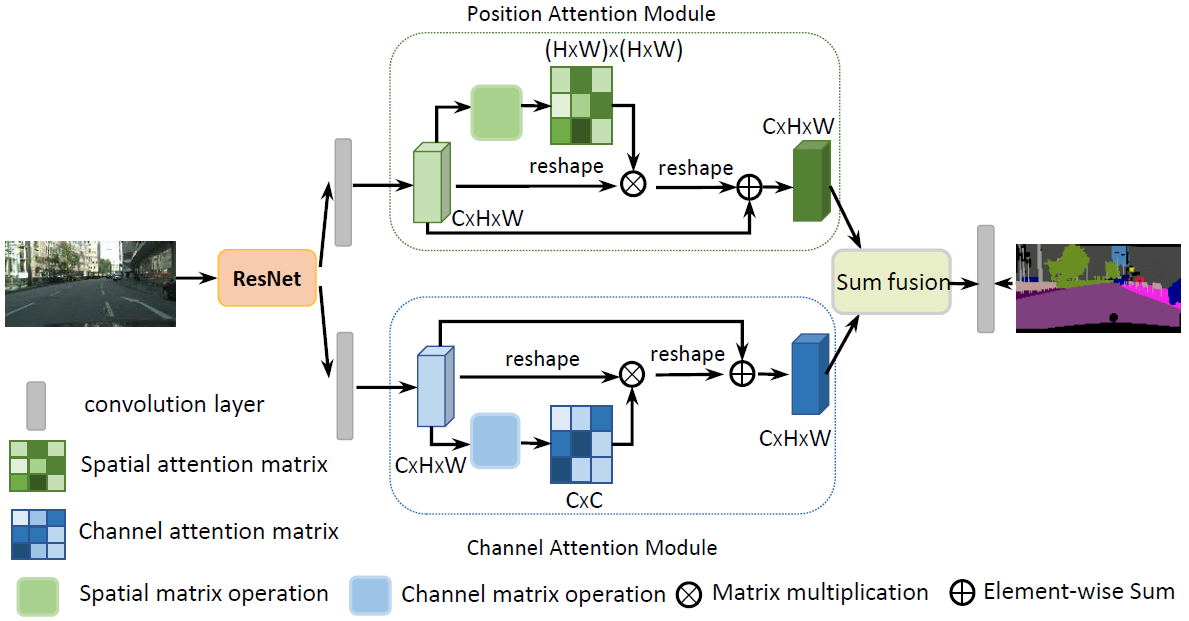 Position Attention Module
(HxW)x(HxW)
CxHxW
reshape
reshape
CxHxW
ResNet
Sum fusion
reshape
reshape
CxHxW
CxHxW
CxC
Channel Attention Module
convolution layer
Spatial attention matrix
Channel attention matrix
Spatial matrix operation
Channel matrix operation
Matrix multiplication
Element-wise Sum